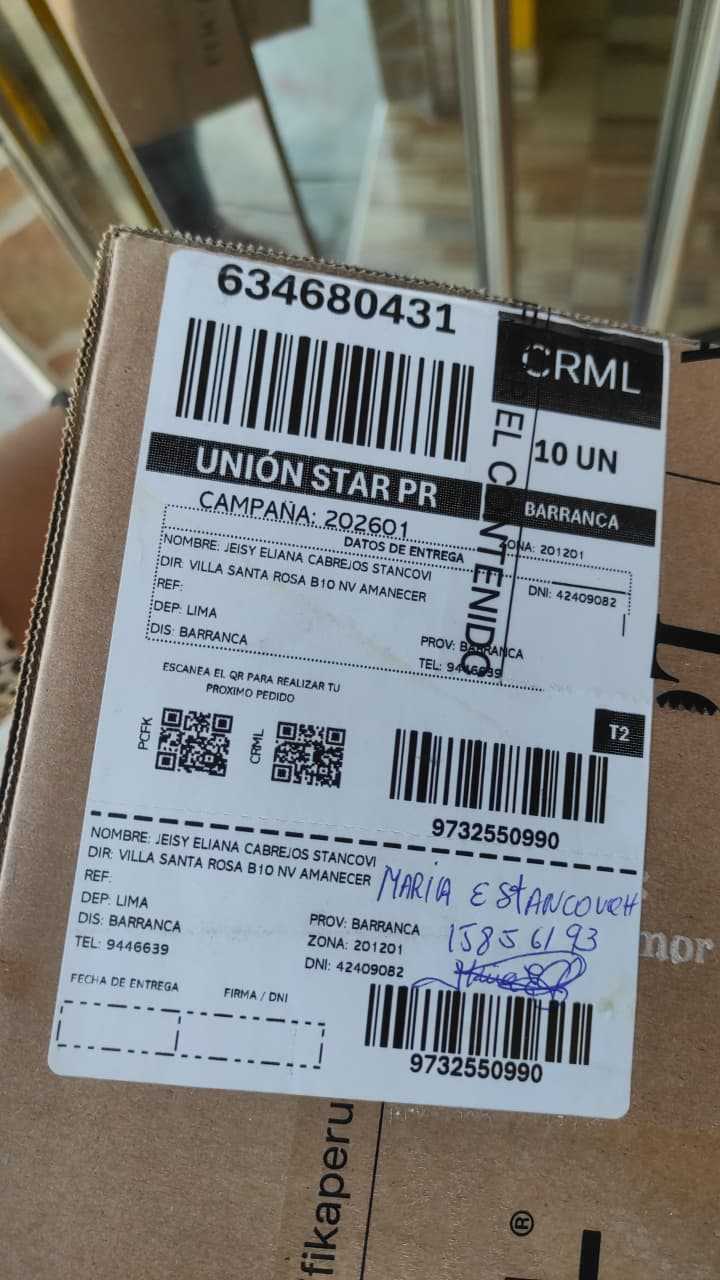 634680431
CRML
10 UN
UNIÓN STAR PR
BARRANCA
CAMPAÑA: 202601
ZONA: 201201
DATOS DE ENTREGA
NOMBRE: JEISY ELIANA CABREJOS STANCOVI
DNI: 42409082
DIR: VILLA SANTA ROSA B10 NV AMANECER
REF:
DEP: LIMA
PROV: BARRANCA
DIS: BARRANCA
TEL: 9446639
EL CONTENIDO
ESCANEA EL QR PARA REALIZAR TU
PROXIMO PEDIDO
PCFK
CRML
T2
9732550990
NOMBRE: JEISY ELIANA CABREJOS STANCOVI
DIR: VILLA SANTA ROSA B10 NV AMANECER
REF:
DEP: LIMA
DIS: BARRANCA
PROV: BARRANCA
TEL: 9446639
ZONA: 201201
DNI: 42409082
MARIA EStANCOVICH
15856193
FECHA DE ENTREGA
FIRMA / DNI
9732550990
mor
fikaperu
®